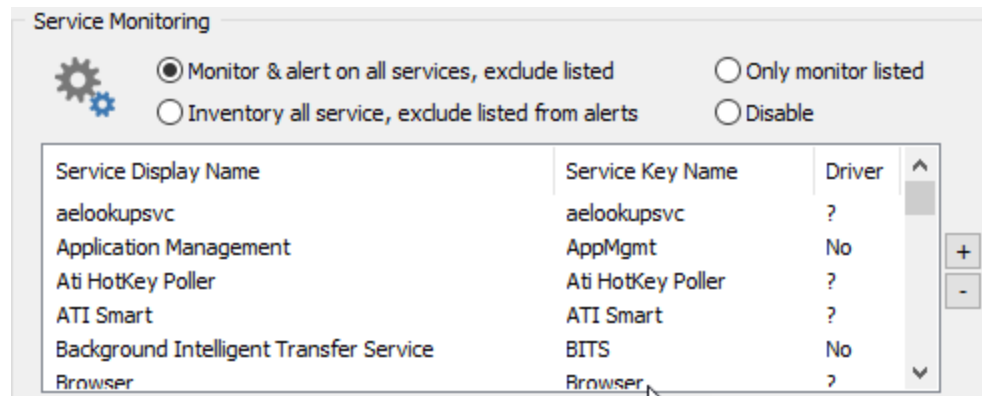 Service Monitoring
Monitor & alert on all services, exclude listed Only monitor listed
Inventory all service, exclude listed from alerts Disable
Service Display Name Service Key Name Driver
aelookupsvc aelookupsvc ?
Application Management AppMgmt No
Ati HotKey Poller Ati HotKey Poller ?
ATI Smart ATI Smart ?
Background Intelligent Transfer Service BITS No
Browser Browser ?
+
-